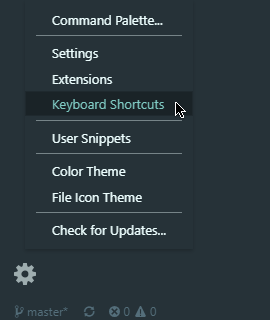 Command Palette...
Settings
Extensions
Keyboard Shortcuts
User Snippets
Color Theme
File Icon Theme
Check for Updates...
master* 0 0